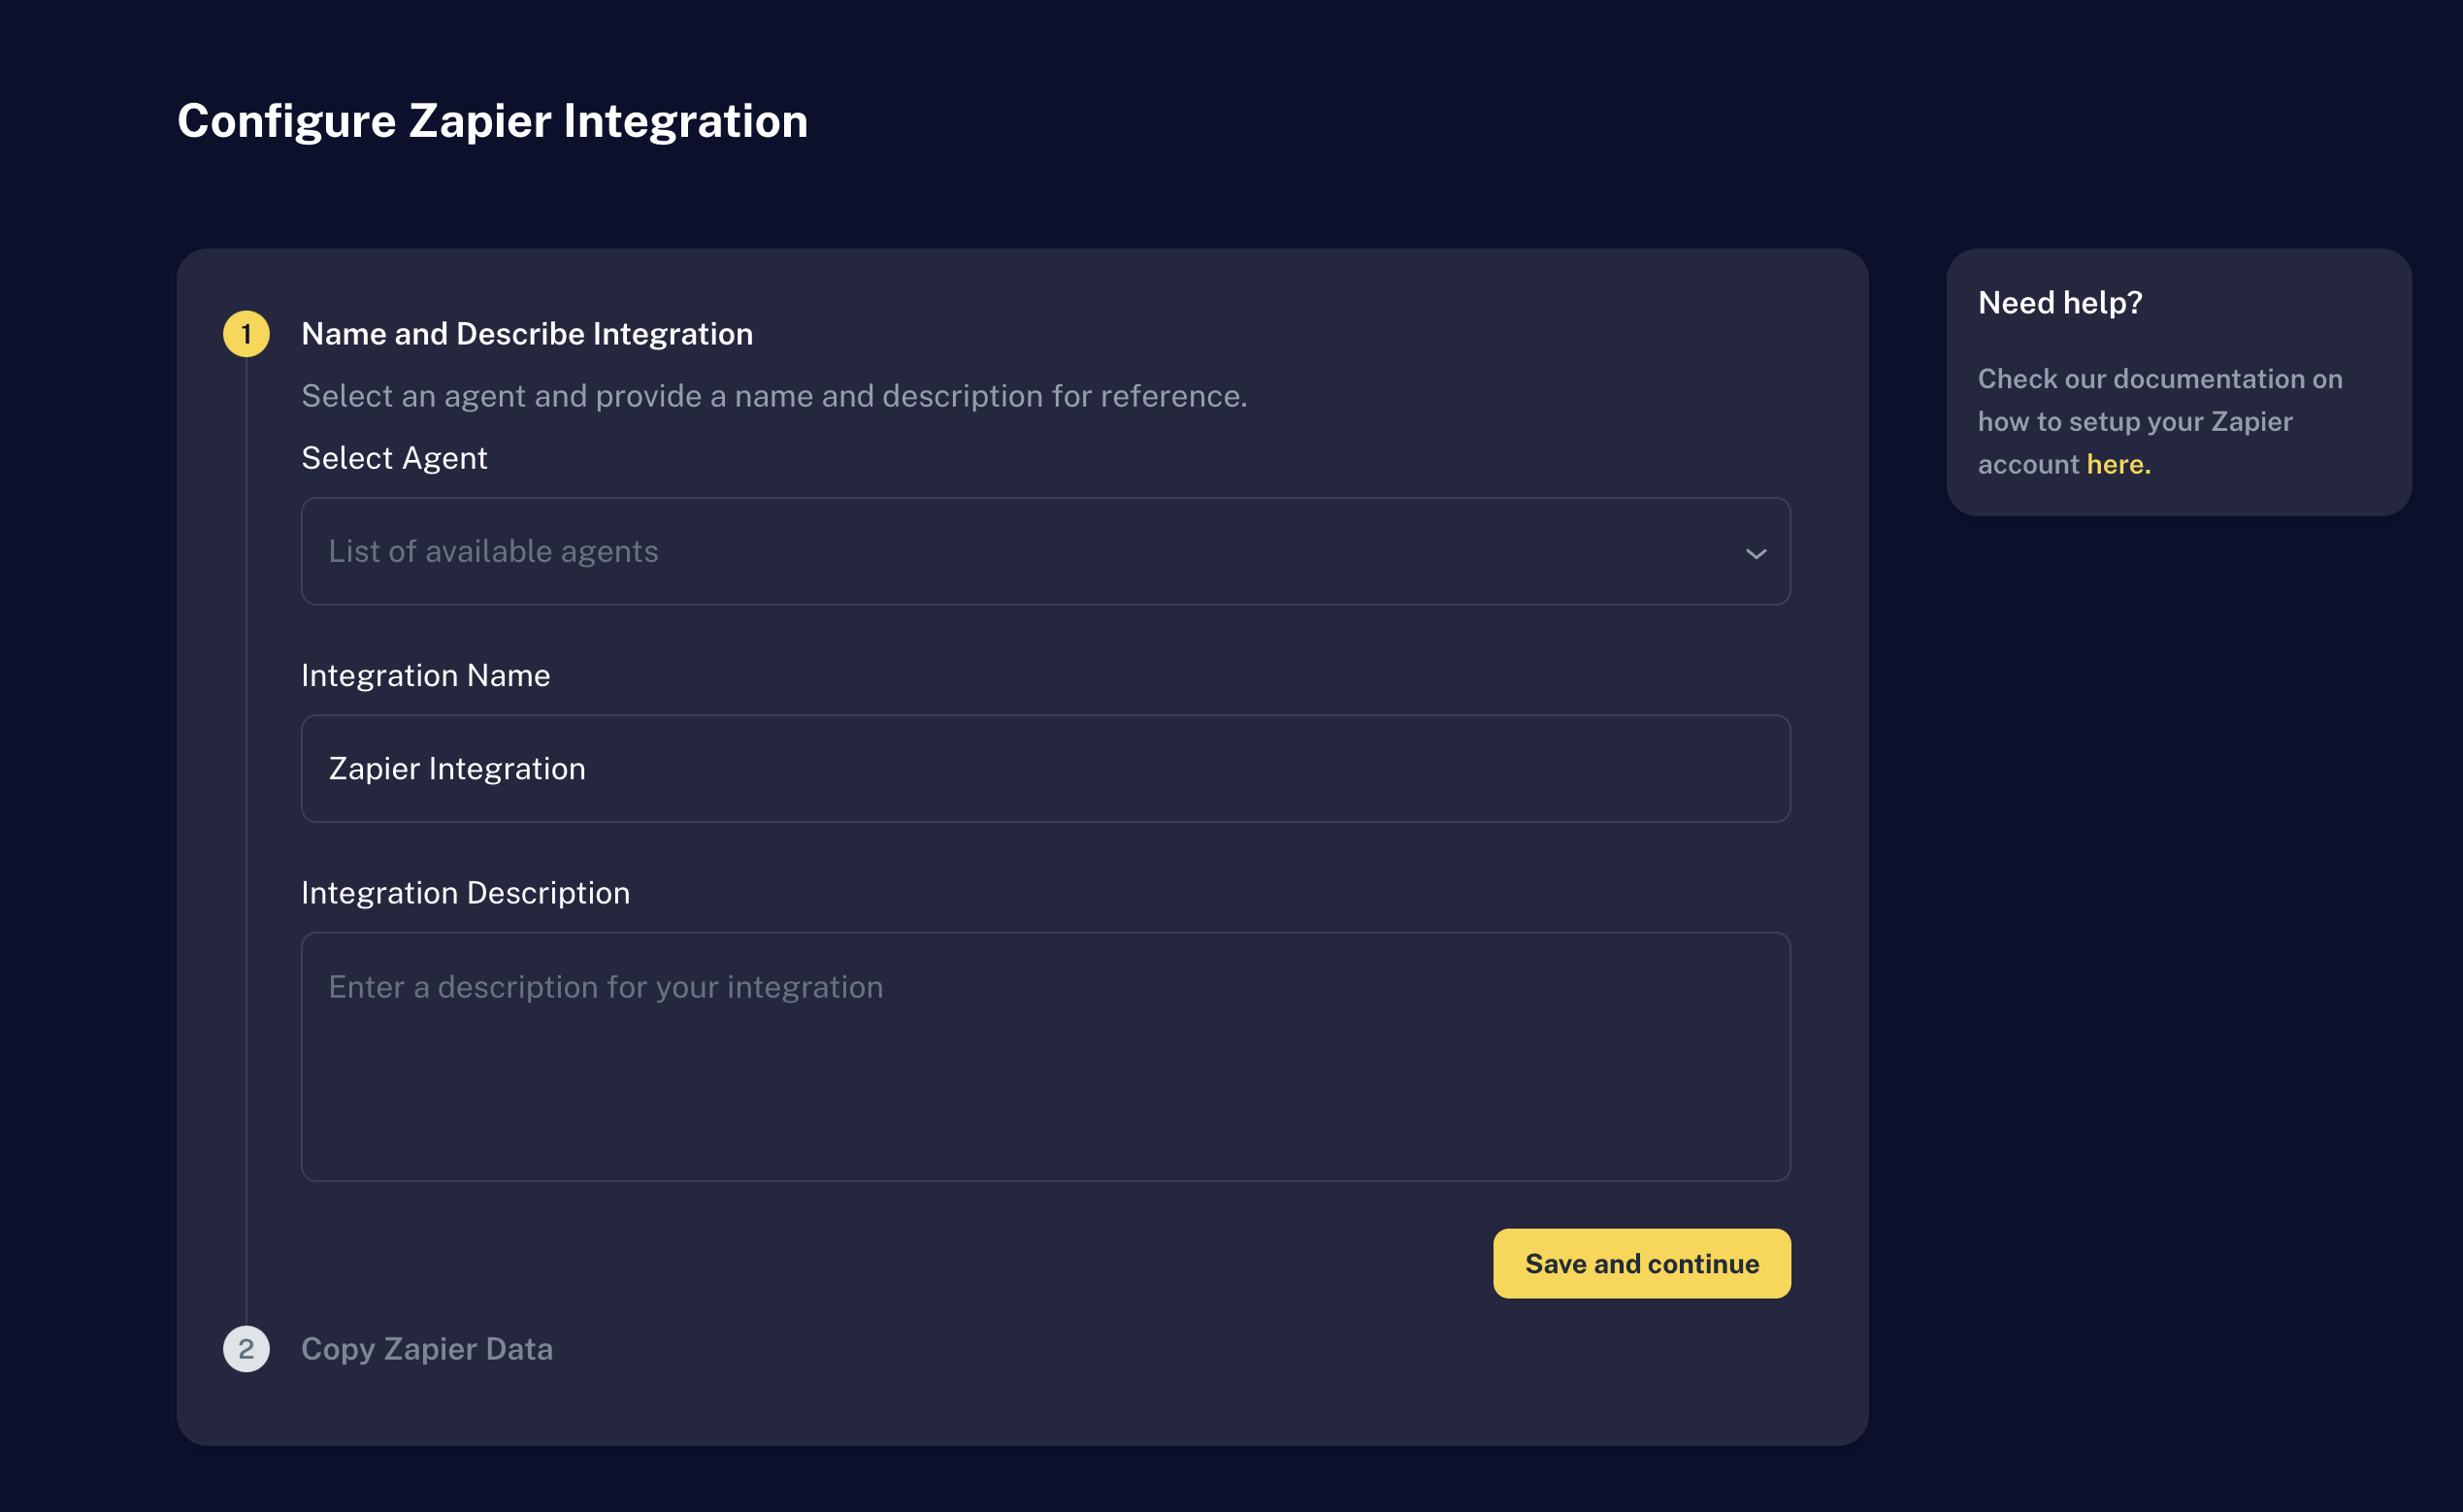 Configure Zapier Integration
1
Name and Describe Integration
Select an agent and provide a name and description for reference.
Select Agent
List of available agents
Integration Name
Zapier Integration
Integration Description
Enter a description for your integration
Save and continue
2
Copy Zapier Data
Need help?
Check our documentation on
how to setup your Zapier
account here.